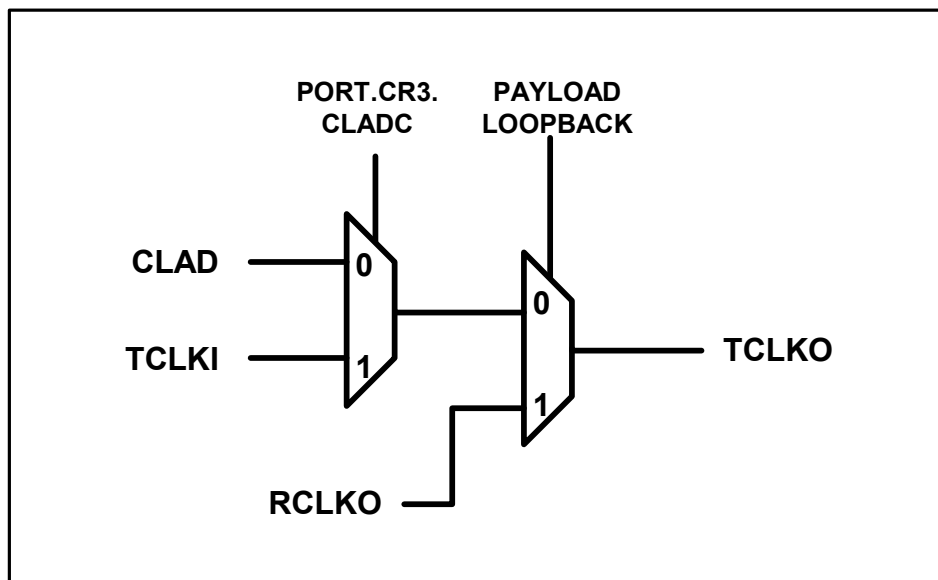 PORT.CR3.
CLADC
PAYLOAD
LOOPBACK
CLAD
0
TCLKI
1
0
1
TCLKO
RCLKO